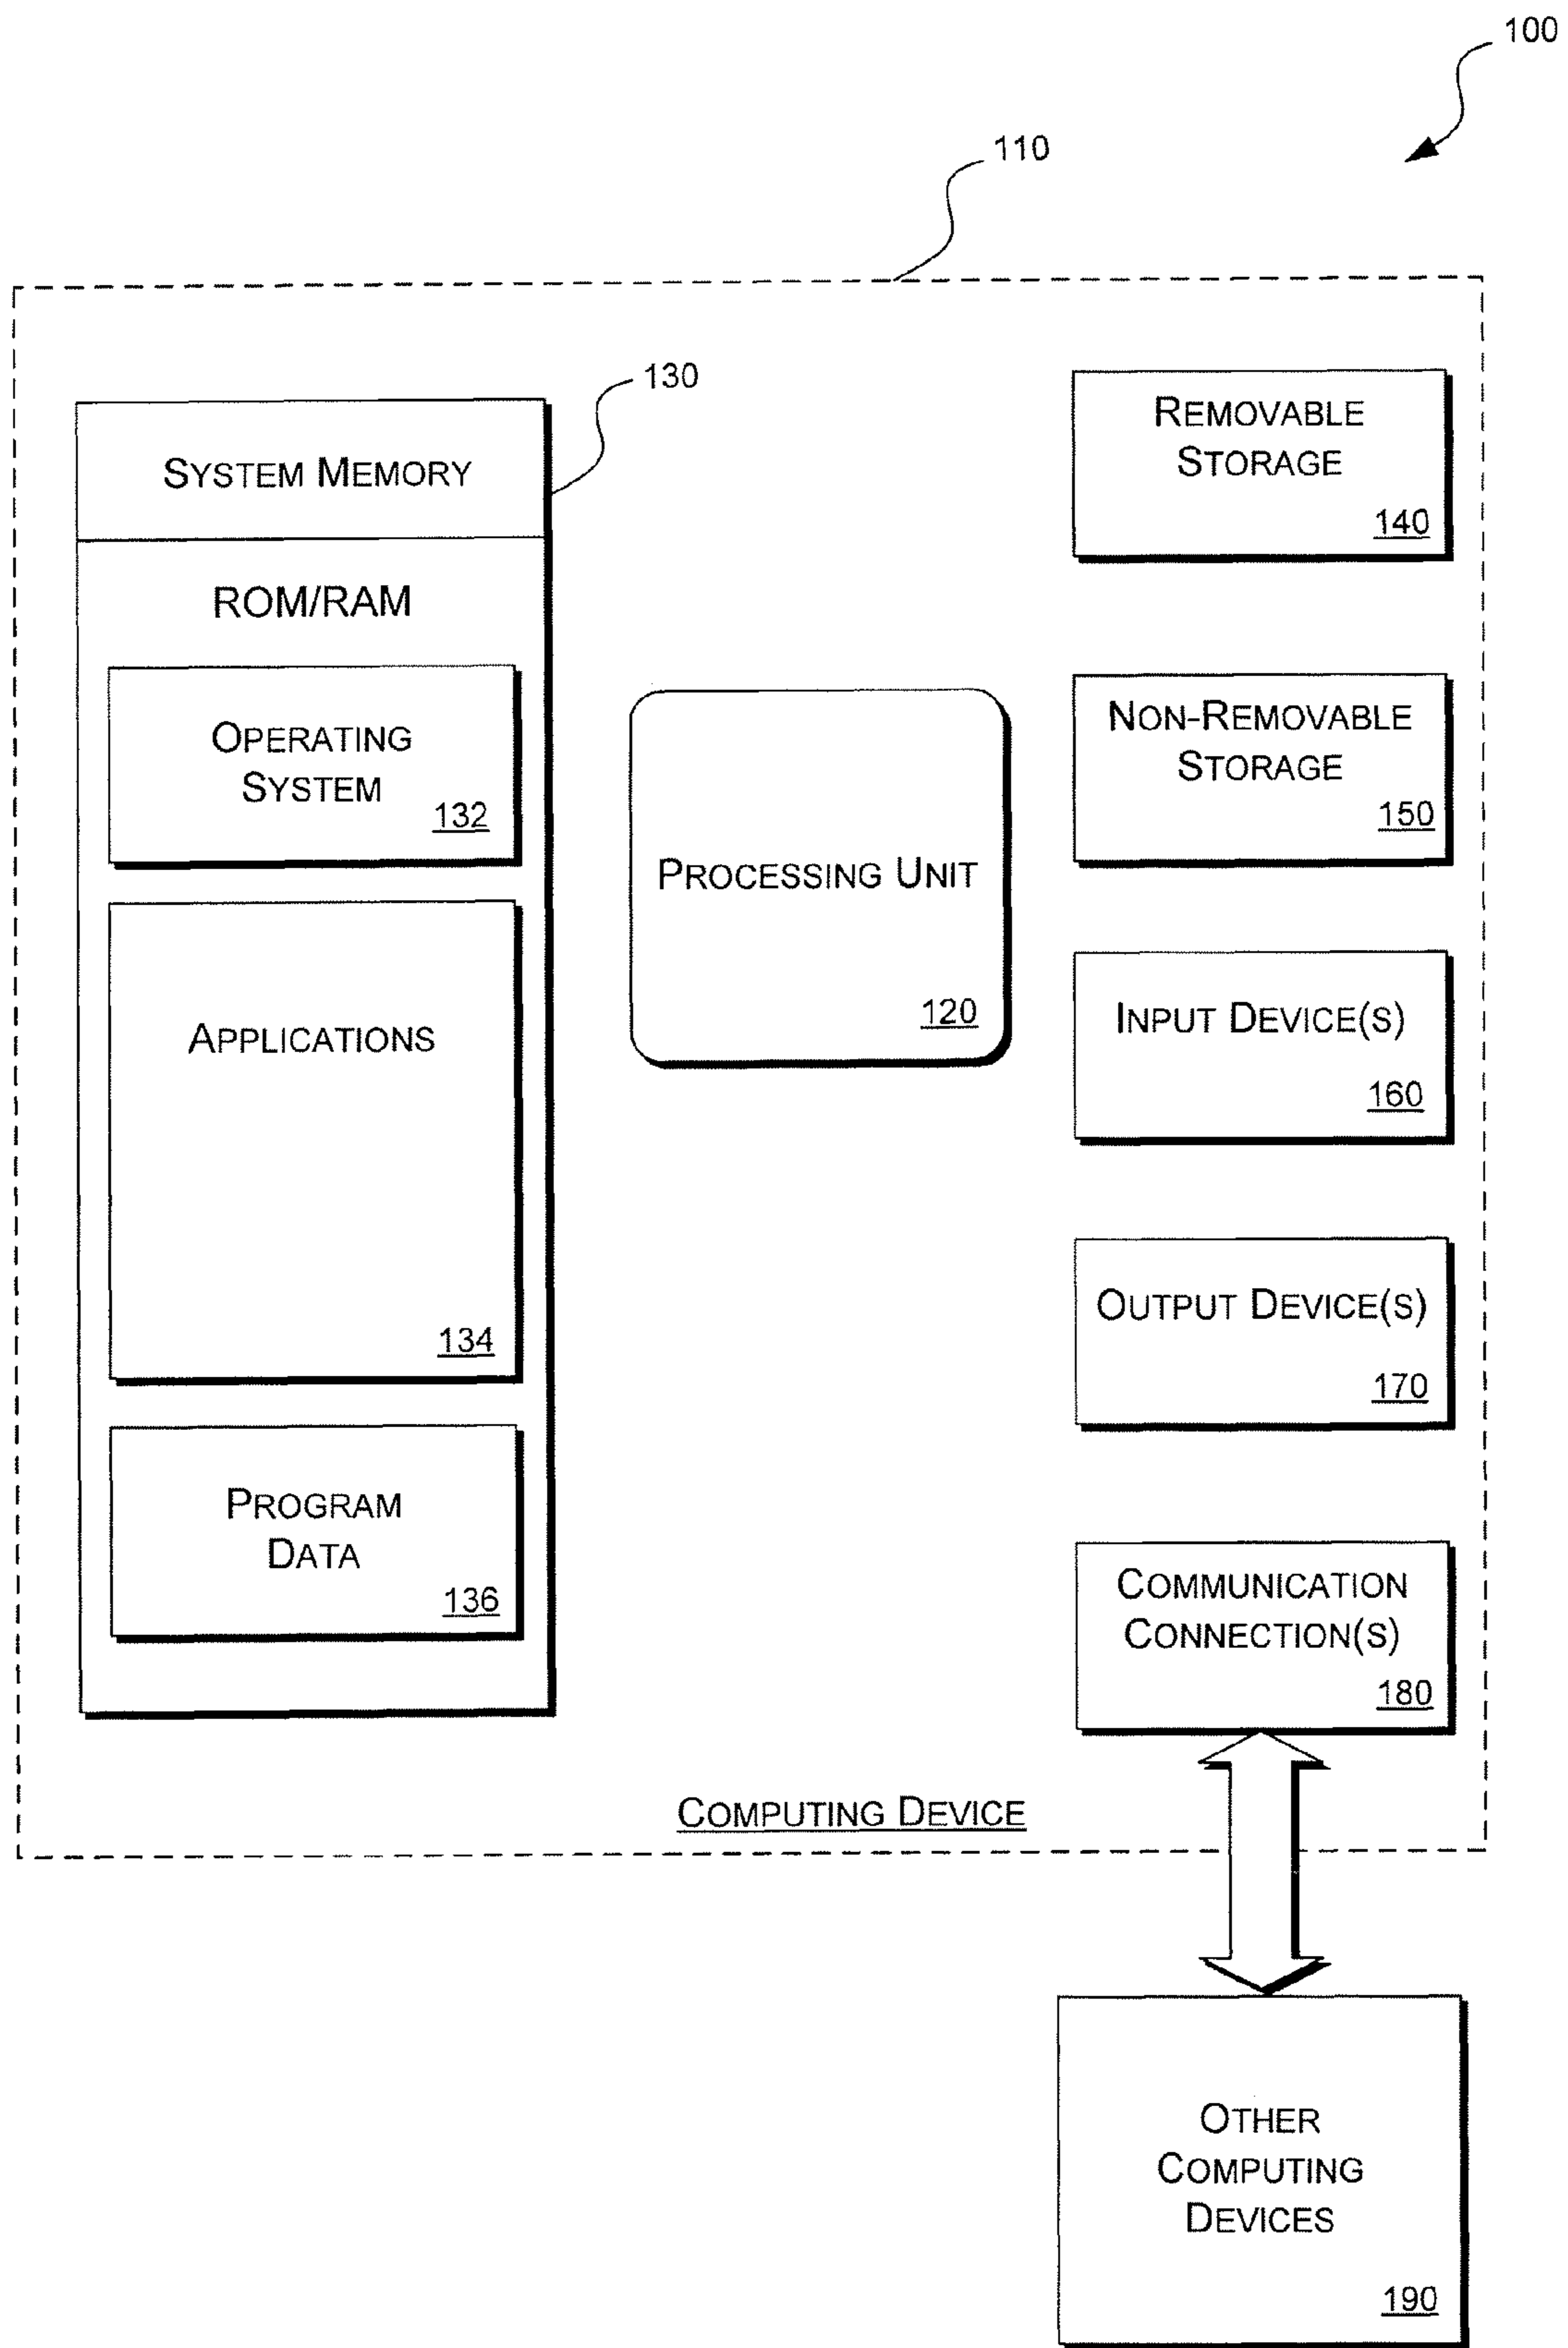 100
110
130
SYSTEM MEMORY
ROM/RAM
OPERATING
SYSTEM
132
APPLICATIONS
134
PROGRAM
DATA
136
PROCESSING UNIT
120
REMOVABLE
STORAGE
140
NON-REMOVABLE
STORAGE
150
INPUT DEVICE(S)
160
OUTPUT DEVICE(S)
170
COMMUNICATION
CONNECTION(S)
180
COMPUTING DEVICE
OTHER
COMPUTING
DEVICES
190